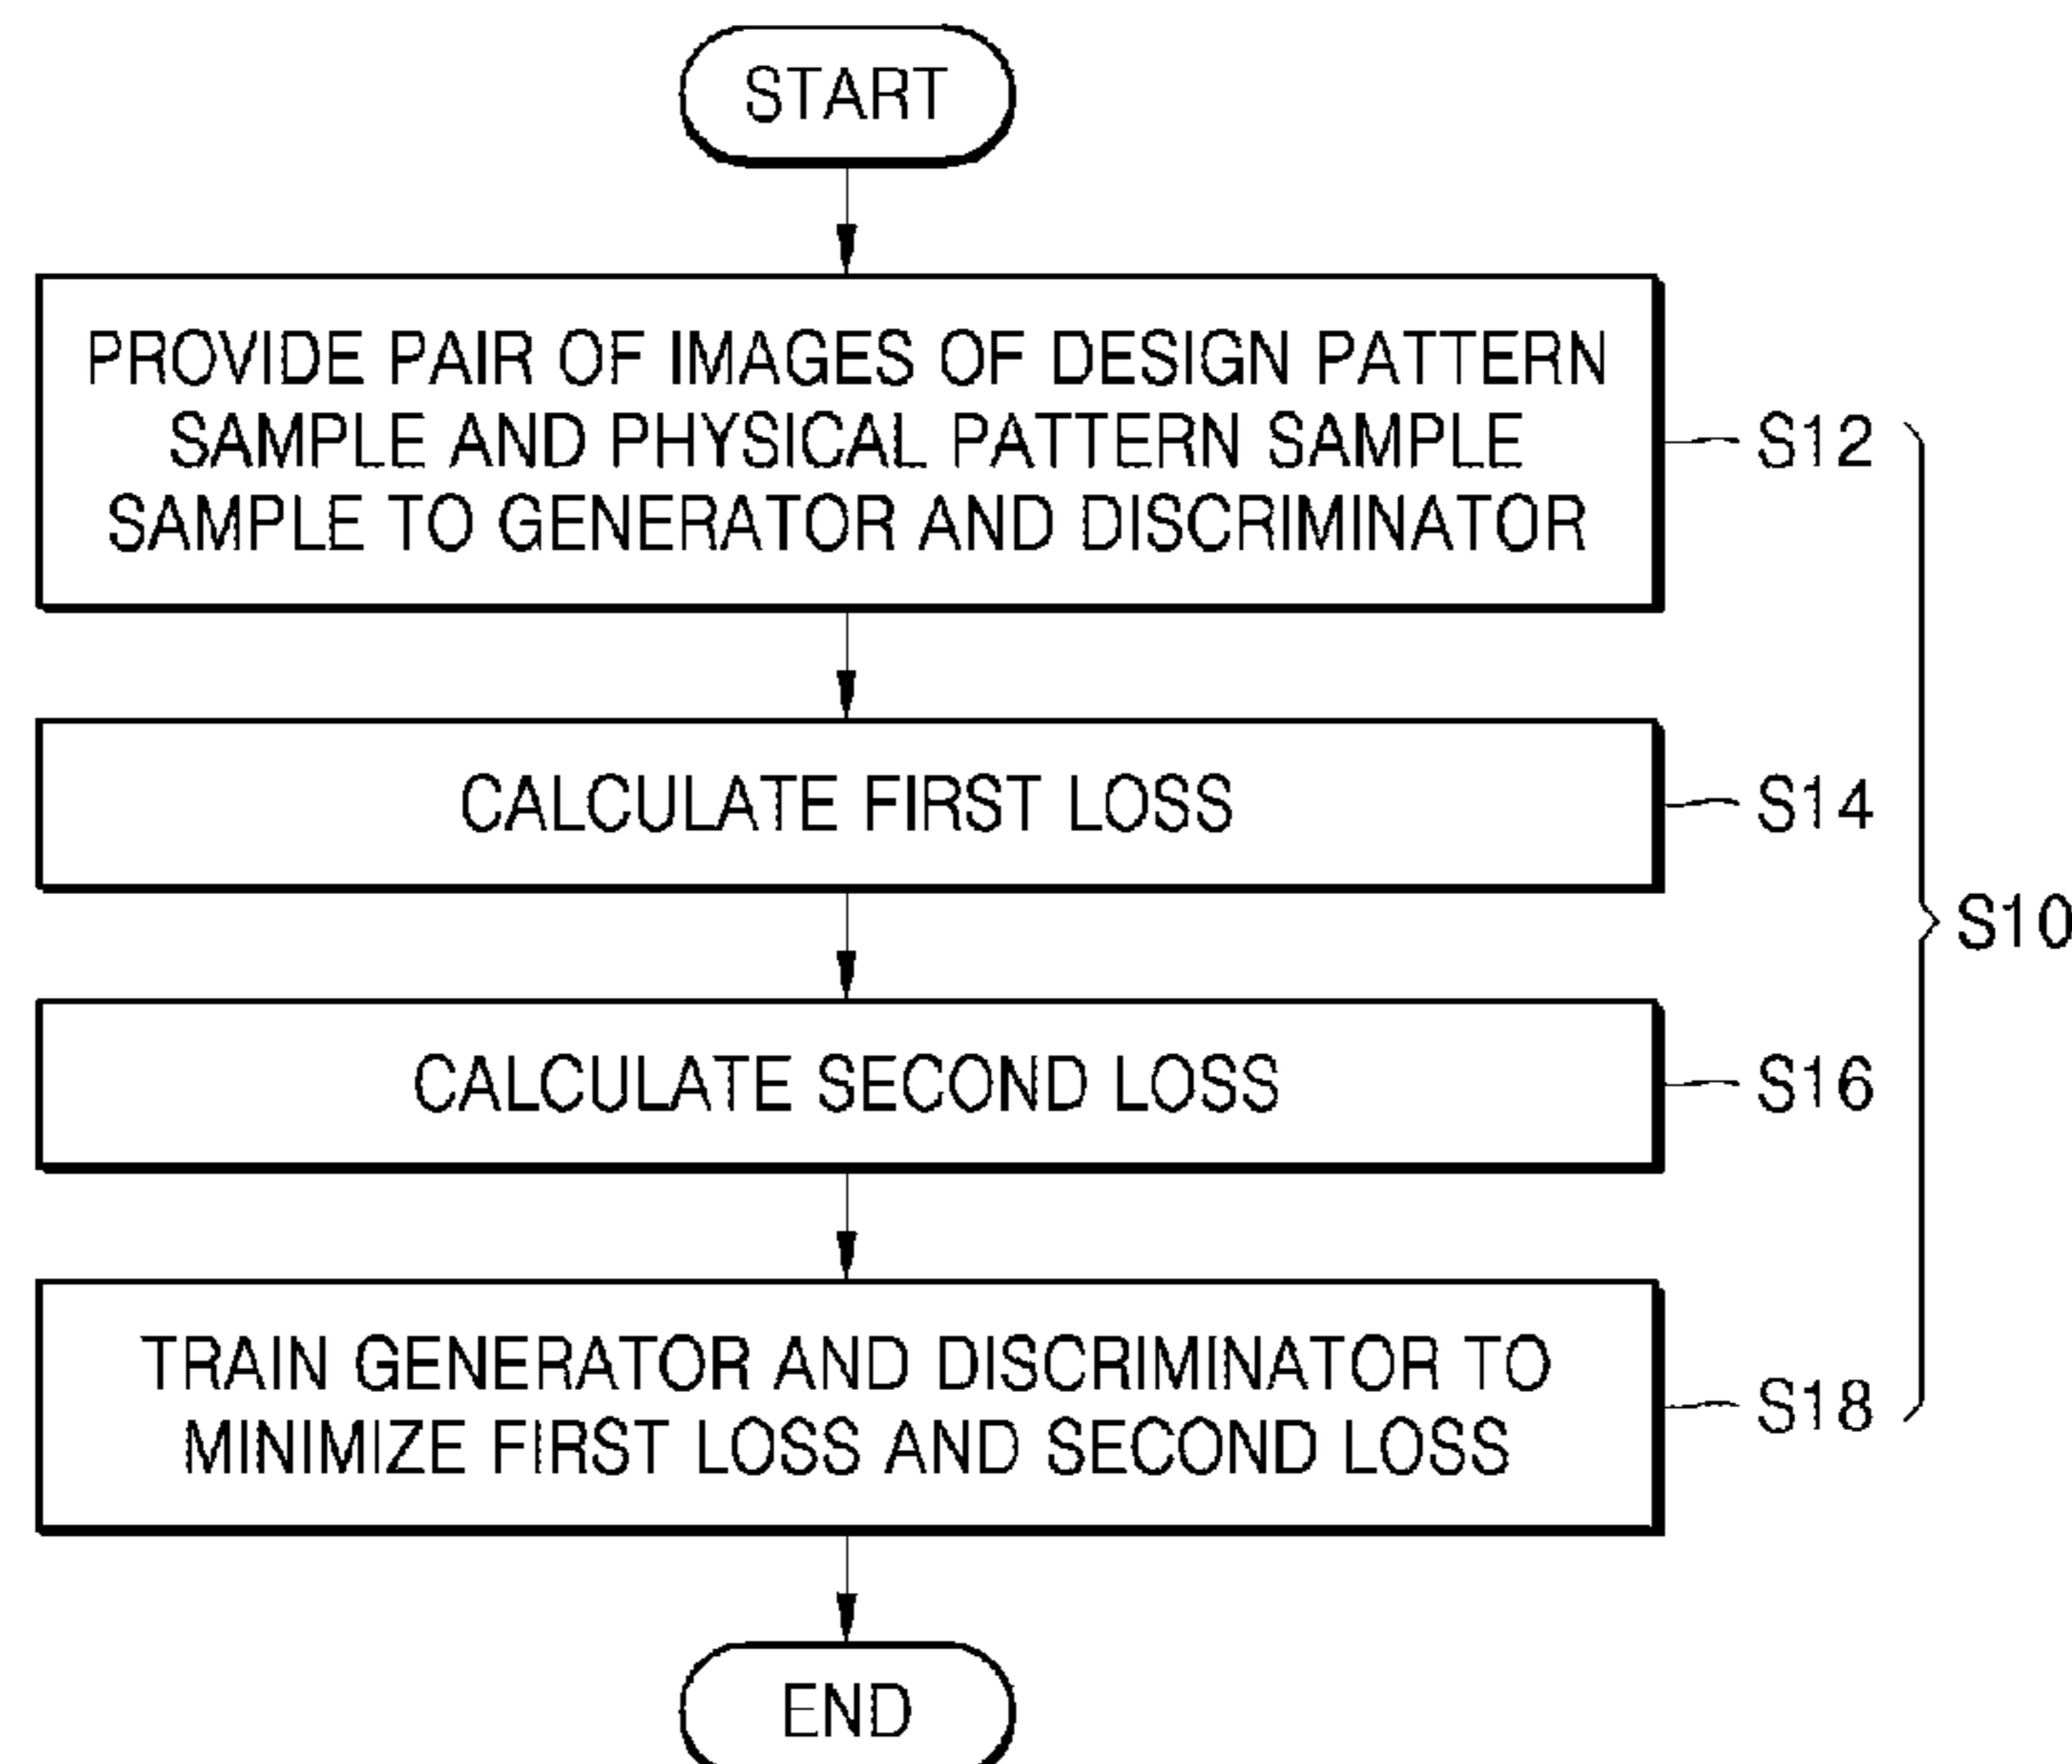 START
PROVIDE PAIR OF IMAGES OF DESIGN PATTERN
SAMPLE AND PHYSICAL PATTERN SAMPLE
SAMPLE TO GENERATOR AND DISCRIMINATOR
S12
CALCULATE FIRST LOSS
S14
S10
CALCULATE SECOND LOSS
S16
TRAIN GENERATOR AND DISCRIMINATOR TO
MINIMIZE FIRST LOSS AND SECOND LOSS
S18
END